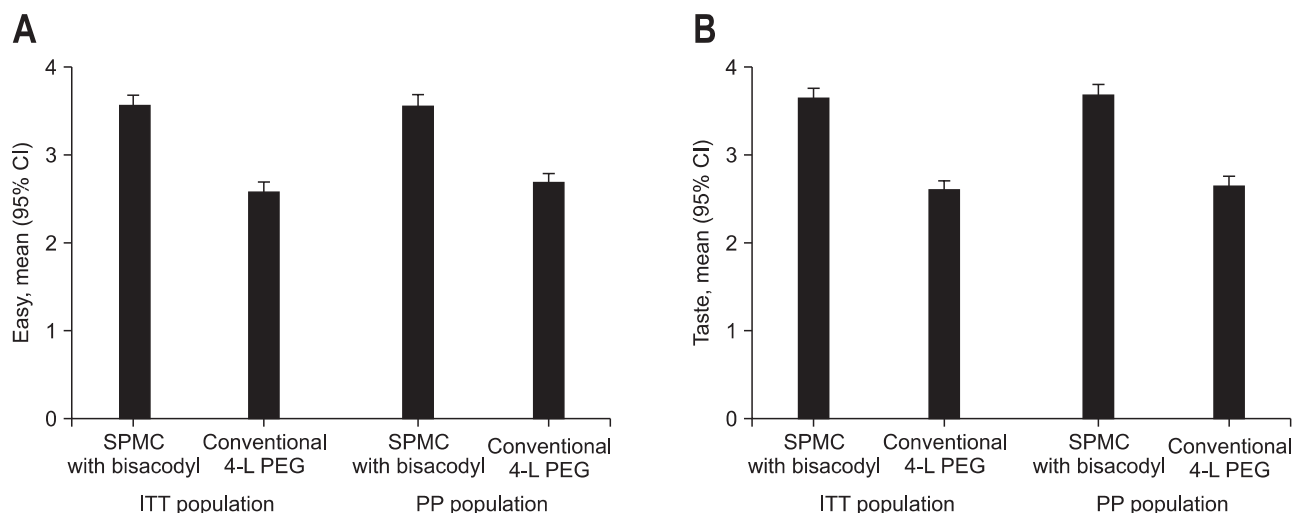 A
Easy, mean (95% CI)
4
3
2
1
0
SPMC
with bisacodyl
Conventional
4-L PEG
SPMC
with bisacodyl
Conventional
4-L PEG
ITT population
PP population
B
Taste, mean (95% CI)
4
3
2
1
0
SPMC
with bisacodyl
Conventional
4-L PEG
SPMC
with bisacodyl
Conventional
4-L PEG
ITT population
PP population